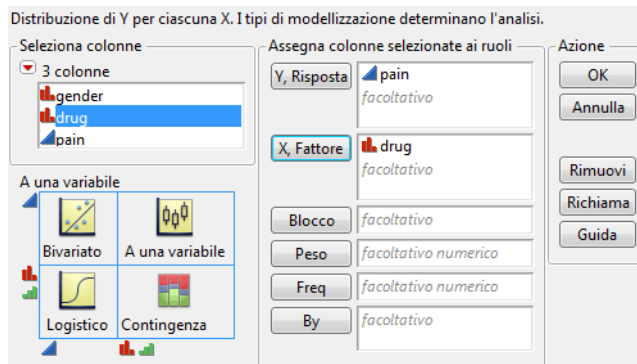 Distribuzione di Y per ciascuna X. I tipi di modellizzazione determinano l'analisi.
Seleziona colonne
3 colonne
gender
drug
pain
A una variabile
Bivariato
A una variabile
Logistico
Contingenza
Assegna colonne selezionate ai ruoli
Y, Risposta
pain
facoltativo
X, Fattore
drug
facoltativo
Blocco
facoltativo
Peso
facoltativo numerico
Freq
facoltativo numerico
By
facoltativo
Azione
OK
Annulla
Rimuovi
Richiama
Guida